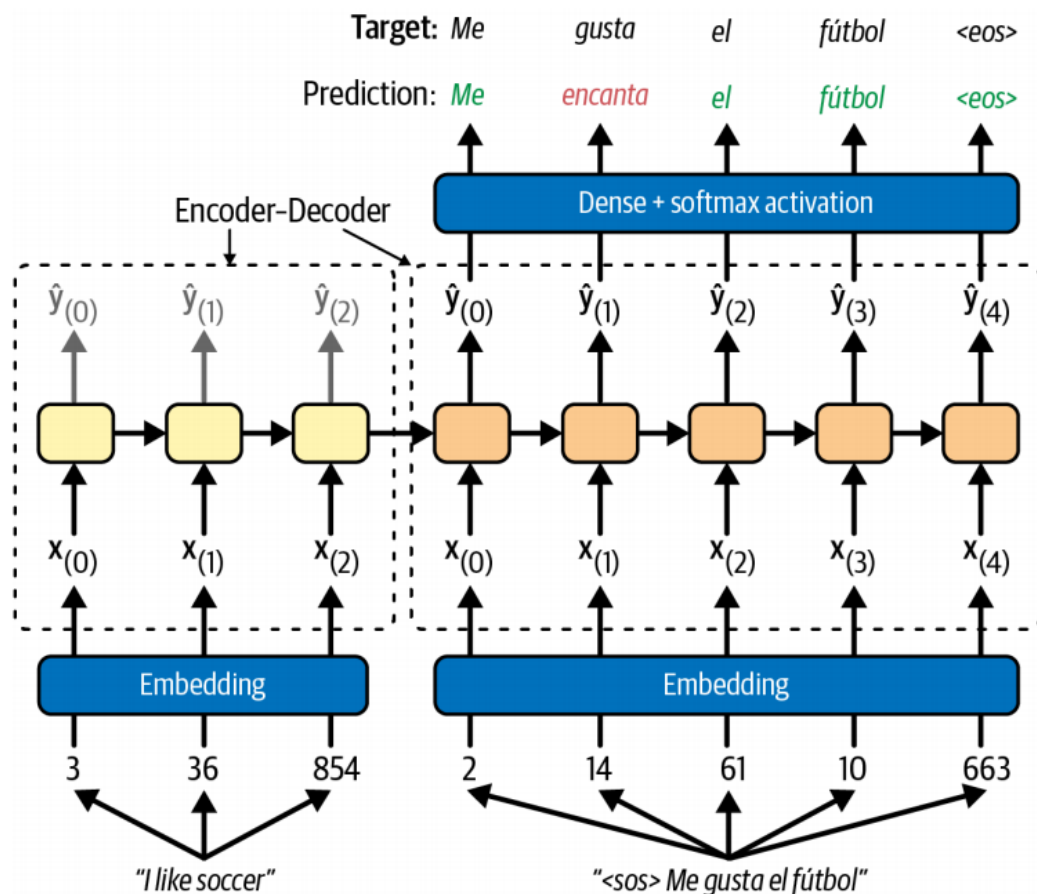 Target: Me gusta el fútbol <eos>
Prediction: Me encanta el fútbol <eos>
Dense + softmax activation
Encoder–Decoder
ŷ(0) ŷ(1) ŷ(2) ŷ(0) ŷ(1) ŷ(2) ŷ(3) ŷ(4)
x(0) x(1) x(2) x(0) x(1) x(2) x(3) x(4)
Embedding Embedding
3 36 854 2 14 61 10 663
“I like soccer” “<sos> Me gusta el fútbol”